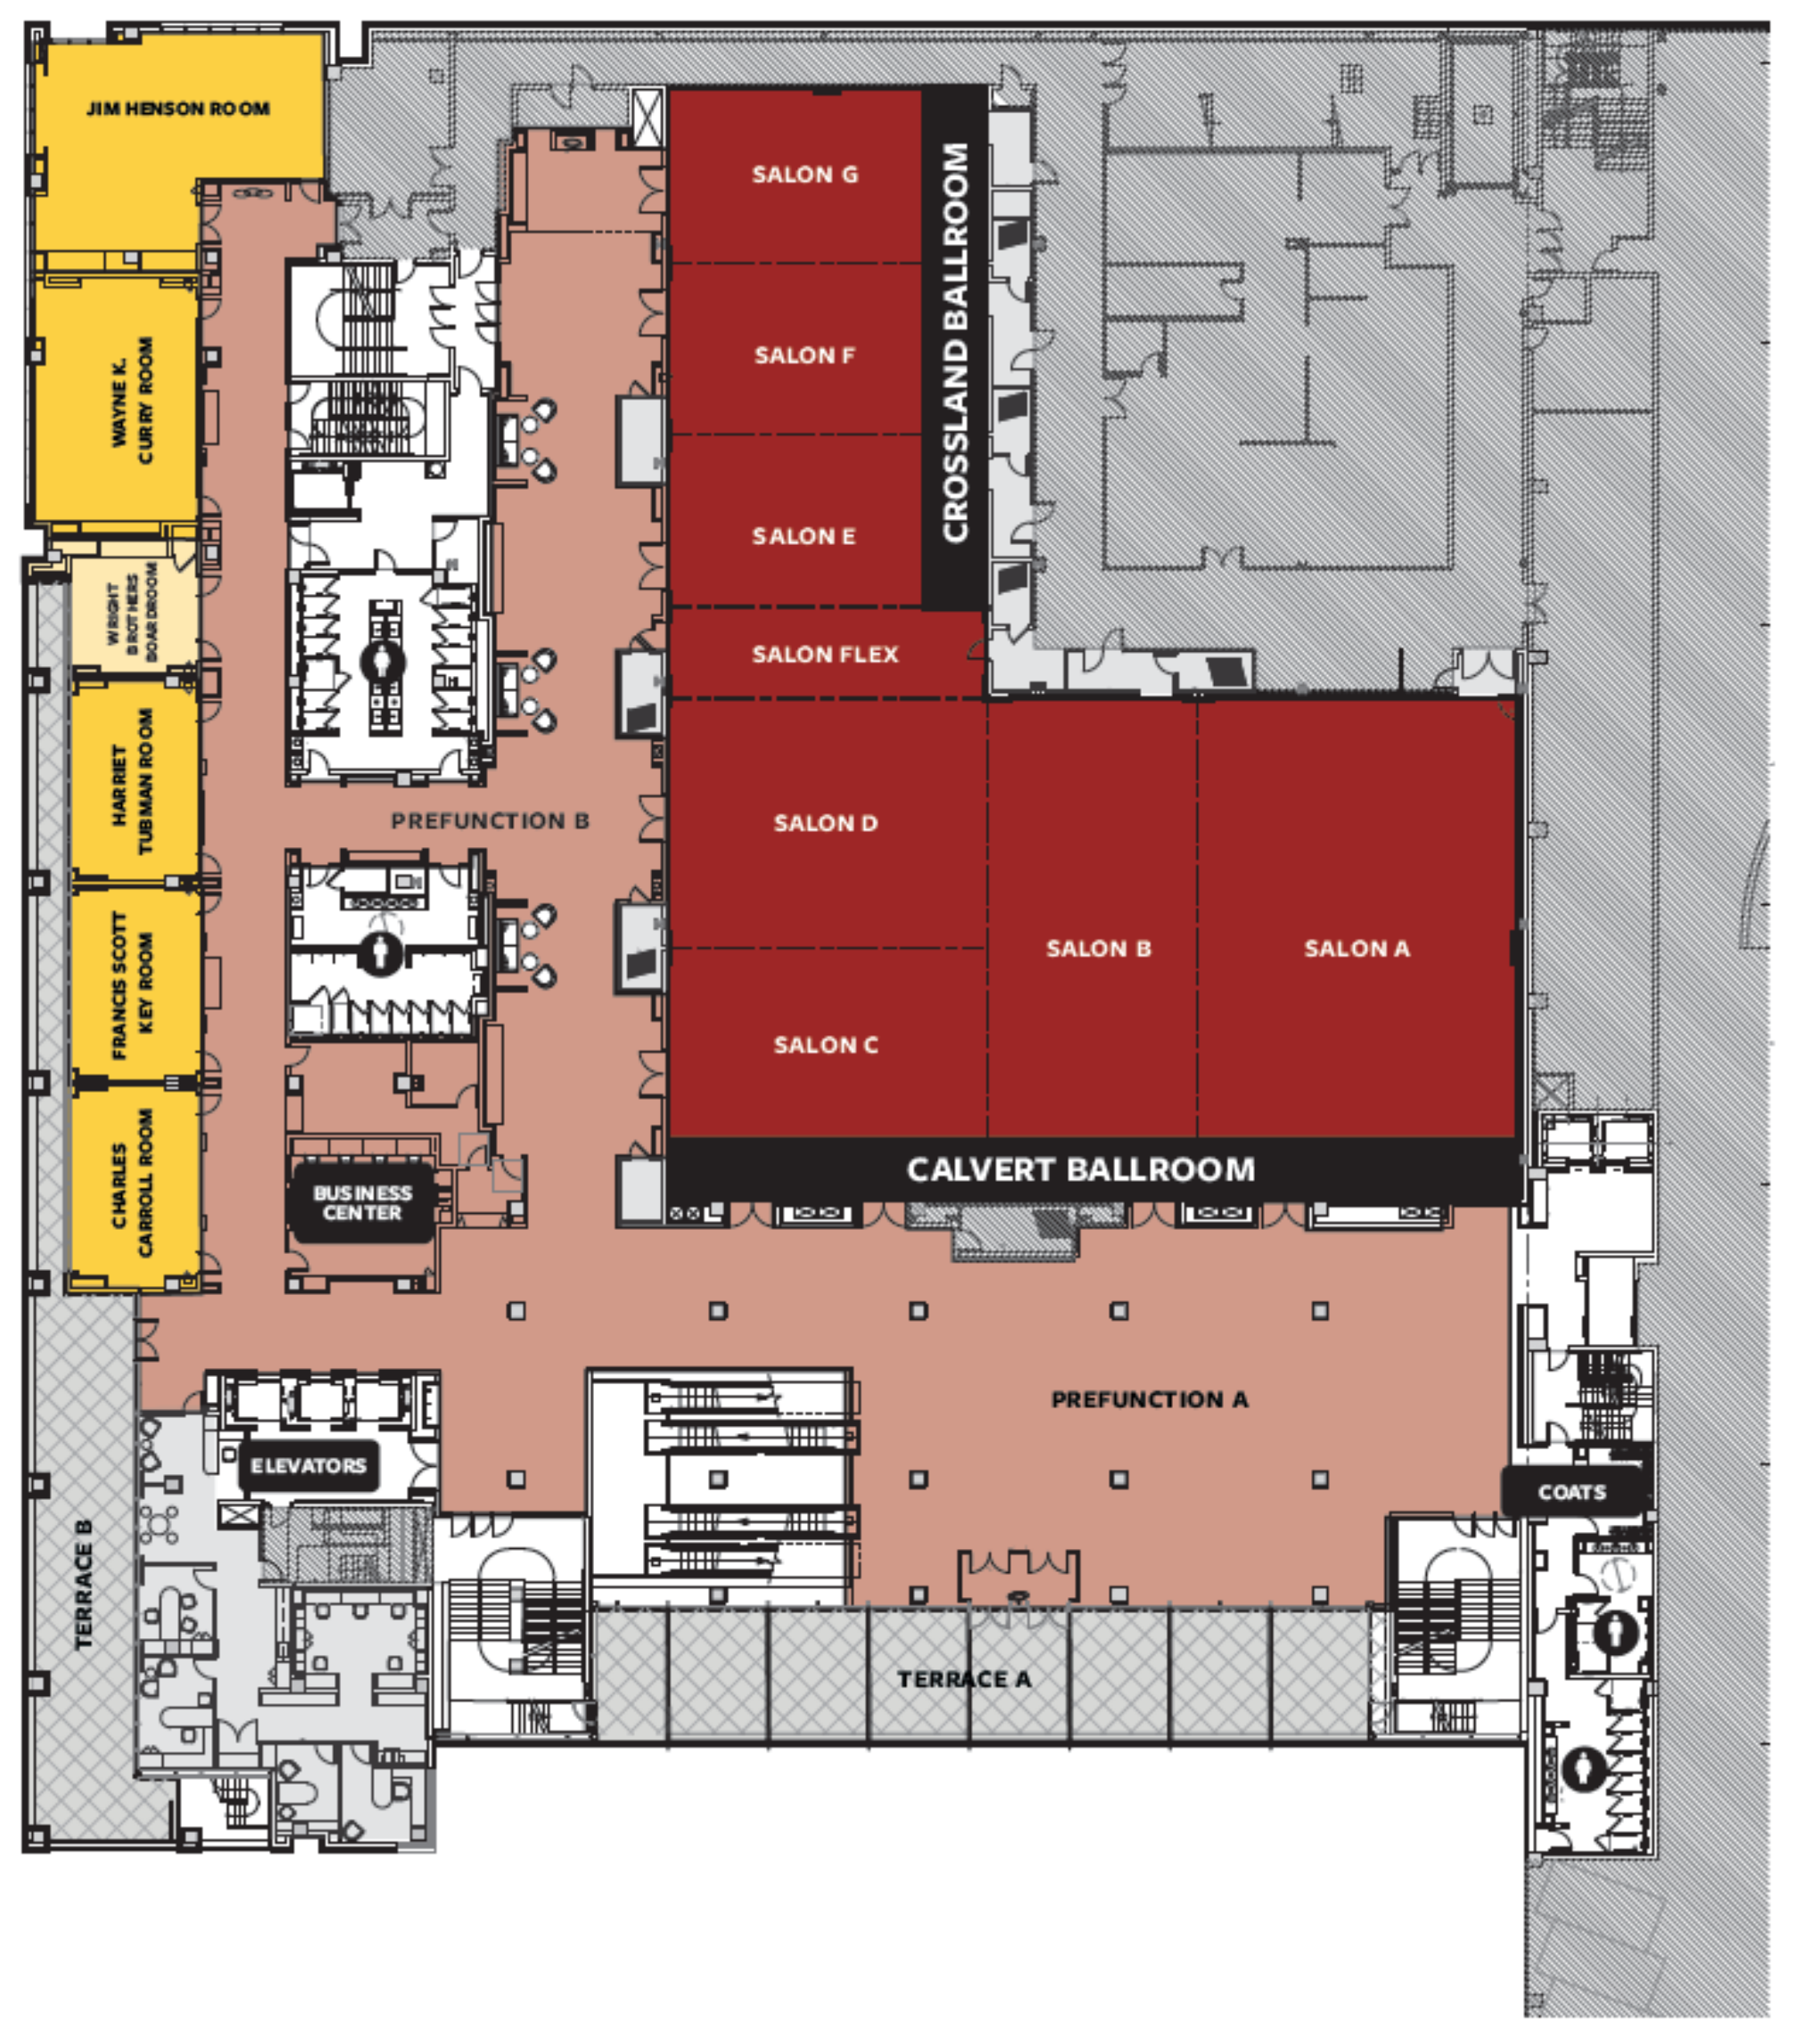 JIM HENSON ROOM
SALON G
CROSSLAND BALLROOM
WAYNE K.
CURRY ROOM
SALON F
SALON E
WRIGHT
BROTHERS
BOARDROOM
SALON FLEX
HARRIET
TUBMAN ROOM
PREFUNCTION B
SALON D
FRANCIS SCOTT
KEY ROOM
SALON B
SALON A
SALON C
CHARLES
CARROLL ROOM
BUSINESS
CENTER
CALVERT BALLROOM
PREFUNCTION A
ELEVATORS
COATS
TERRACE B
TERRACE A